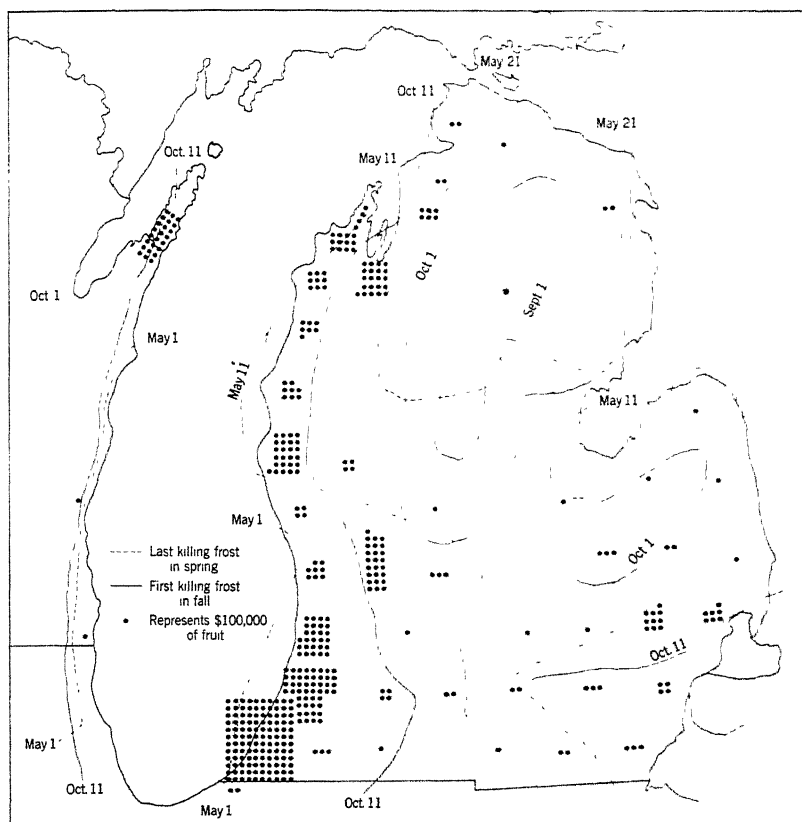 May 21
Oct 11
May 21
Oct. 11
May 11
Oct 1
Oct 1
Sept 1
May 1
May 11
May 11
May 1
Last killing frost
in spring
First killing frost
in fall
Represents $100,000
of fruit
Oct 1
Oct. 11
May 1
Oct. 11
May 1
Oct. 11